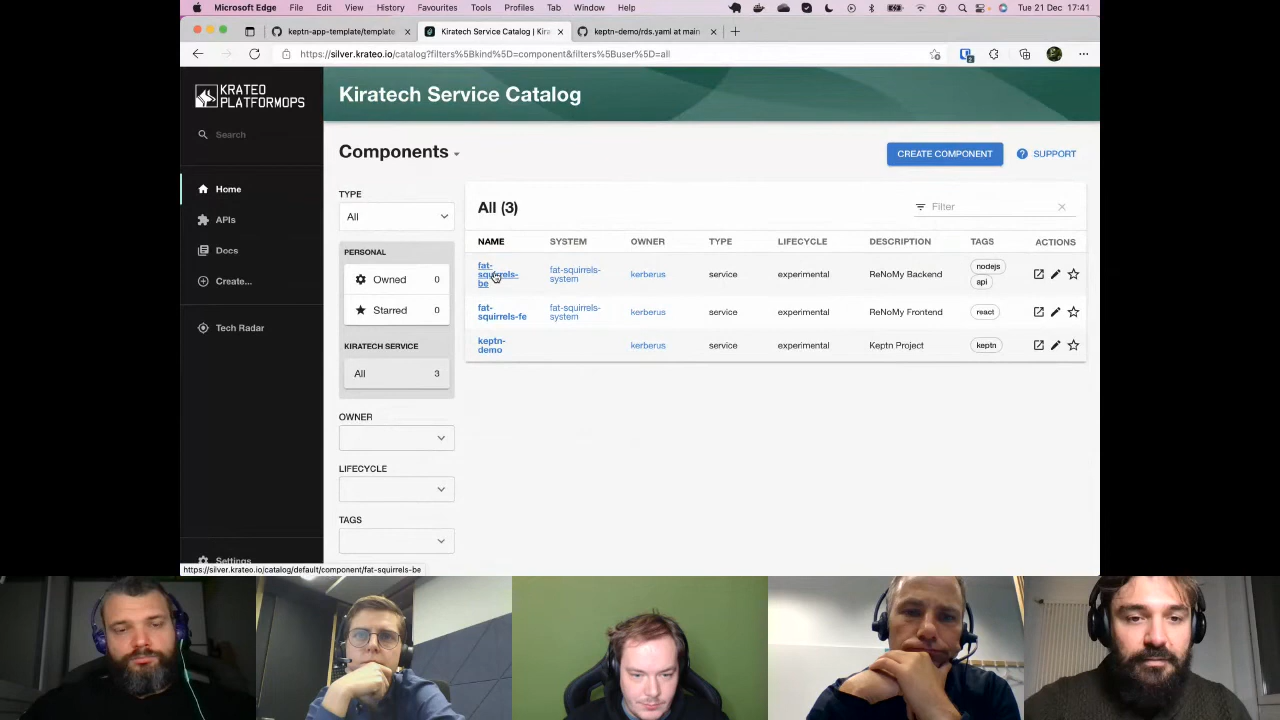 Microsoft Edge File Edit View History Favourites Tools Profiles Tab Window Help Tue 21 Dec 17:41
keptn-app-template/template Kiratech Service Catalog | Kira keptn-demo/rds.yaml at main
https://silver.krateo.io/catalog?filters%5Bkind%5D=component&filters%5Buser%5D=all
KRATEO
PLATFORMOPS
Kiratech Service Catalog
Search
Components
CREATE COMPONENT
SUPPORT
Home
APIs
Docs
Create...
Tech Radar
Settings
TYPE
All
PERSONAL
Owned 0
Starred 0
KIRATECH SERVICE
All 3
OWNER
LIFECYCLE
TAGS
All (3)
Filter
NAME SYSTEM OWNER TYPE LIFECYCLE DESCRIPTION TAGS ACTIONS
fat-
squirrels-
be
fat-squirrels-
system
kerberus service experimental ReNoMy Backend
nodejs
api
fat-
squirrels-fe
fat-squirrels-
system
kerberus service experimental ReNoMy Frontend react
keptn-
demo
kerberus service experimental Keptn Project keptn
https://silver.krateo.io/catalog/default/component/fat-squirrels-be